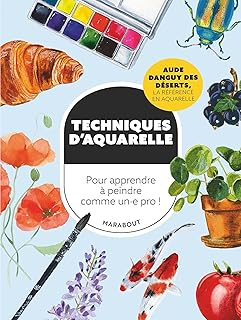 AUDE
DANGUY DES
DÉSERTS,
LA RÉFÉRENCE
EN AQUARELLE
TECHNIQUES
D'AQUARELLE
Pour apprendre
à peindre
comme un·e pro !
MARABOUT